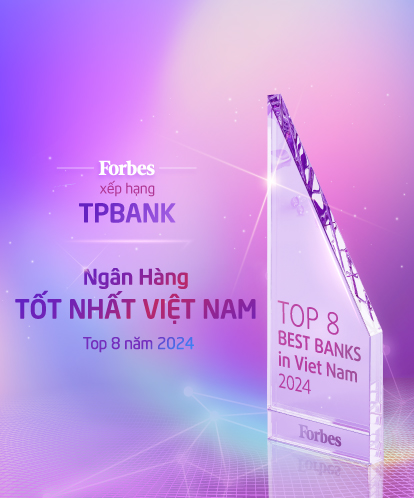 Forbes
xếp hạng
TPBANK
Ngân Hàng
TỐT NHẤT VIỆT NAM
Top 8 năm 2024
TOP 8
BEST BANKS
in Viet Nam
2024
Forbes